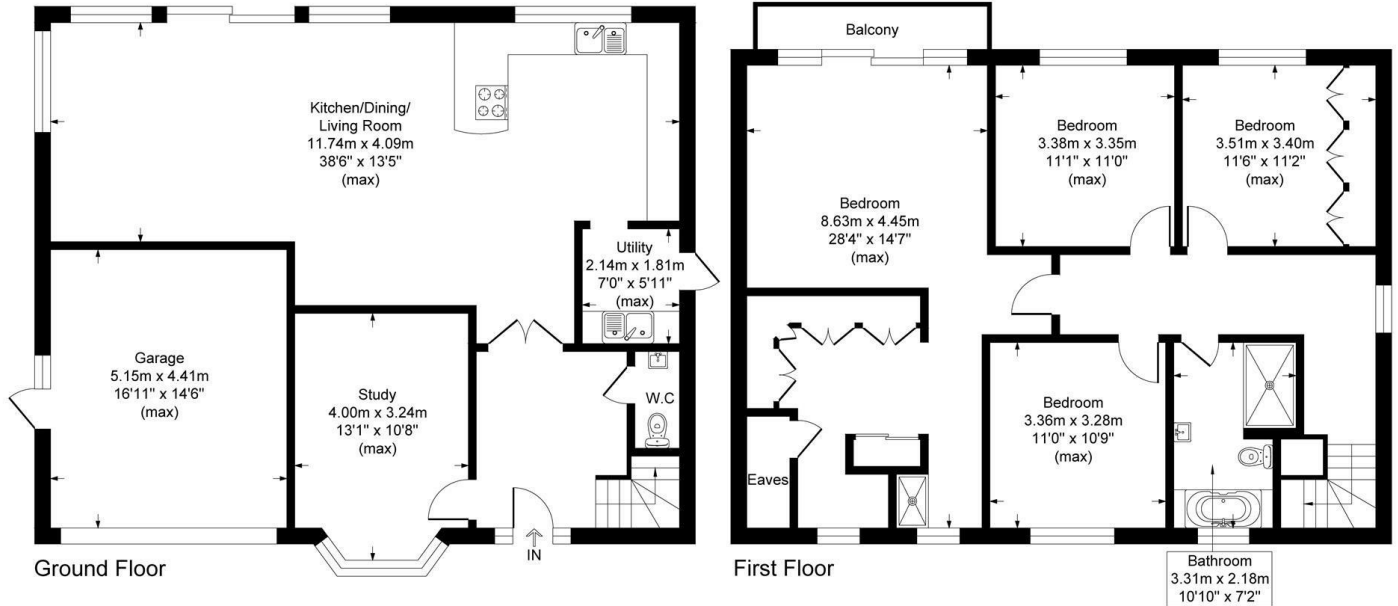 Kitchen/Dining/
Living Room
11.74m x 4.09m
38'6" x 13'5"
(max)
Utility
2.14m x 1.81m
7'0" x 5'11"
(max)
Garage
5.15m x 4.41m
16'11" x 14'6"
(max)
Study
4.00m x 3.24m
13'1" x 10'8"
(max)
W.C
IN
Ground Floor
Balcony
Bedroom
8.63m x 4.45m
28'4" x 14'7"
(max)
Bedroom
3.38m x 3.35m
11'1" x 11'0"
(max)
Bedroom
3.51m x 3.40m
11'6" x 11'2"
(max)
Bedroom
3.36m x 3.28m
11'0" x 10'9"
(max)
Eaves
Bathroom
3.31m x 2.18m
10'10" x 7'2"
First Floor